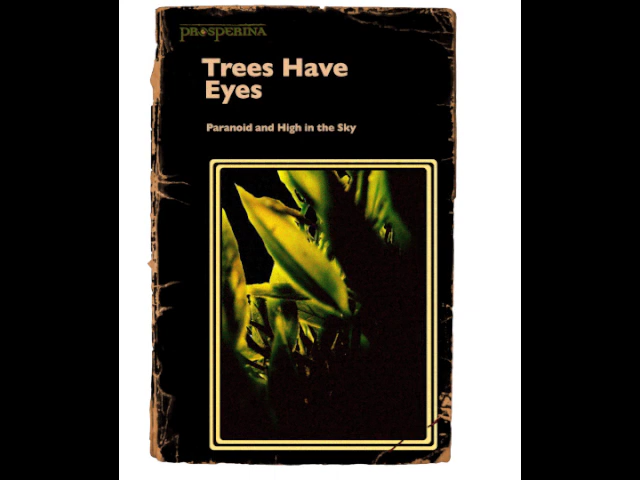 PROSPERINA
Trees Have
Eyes
Paranoid and High in the Sky